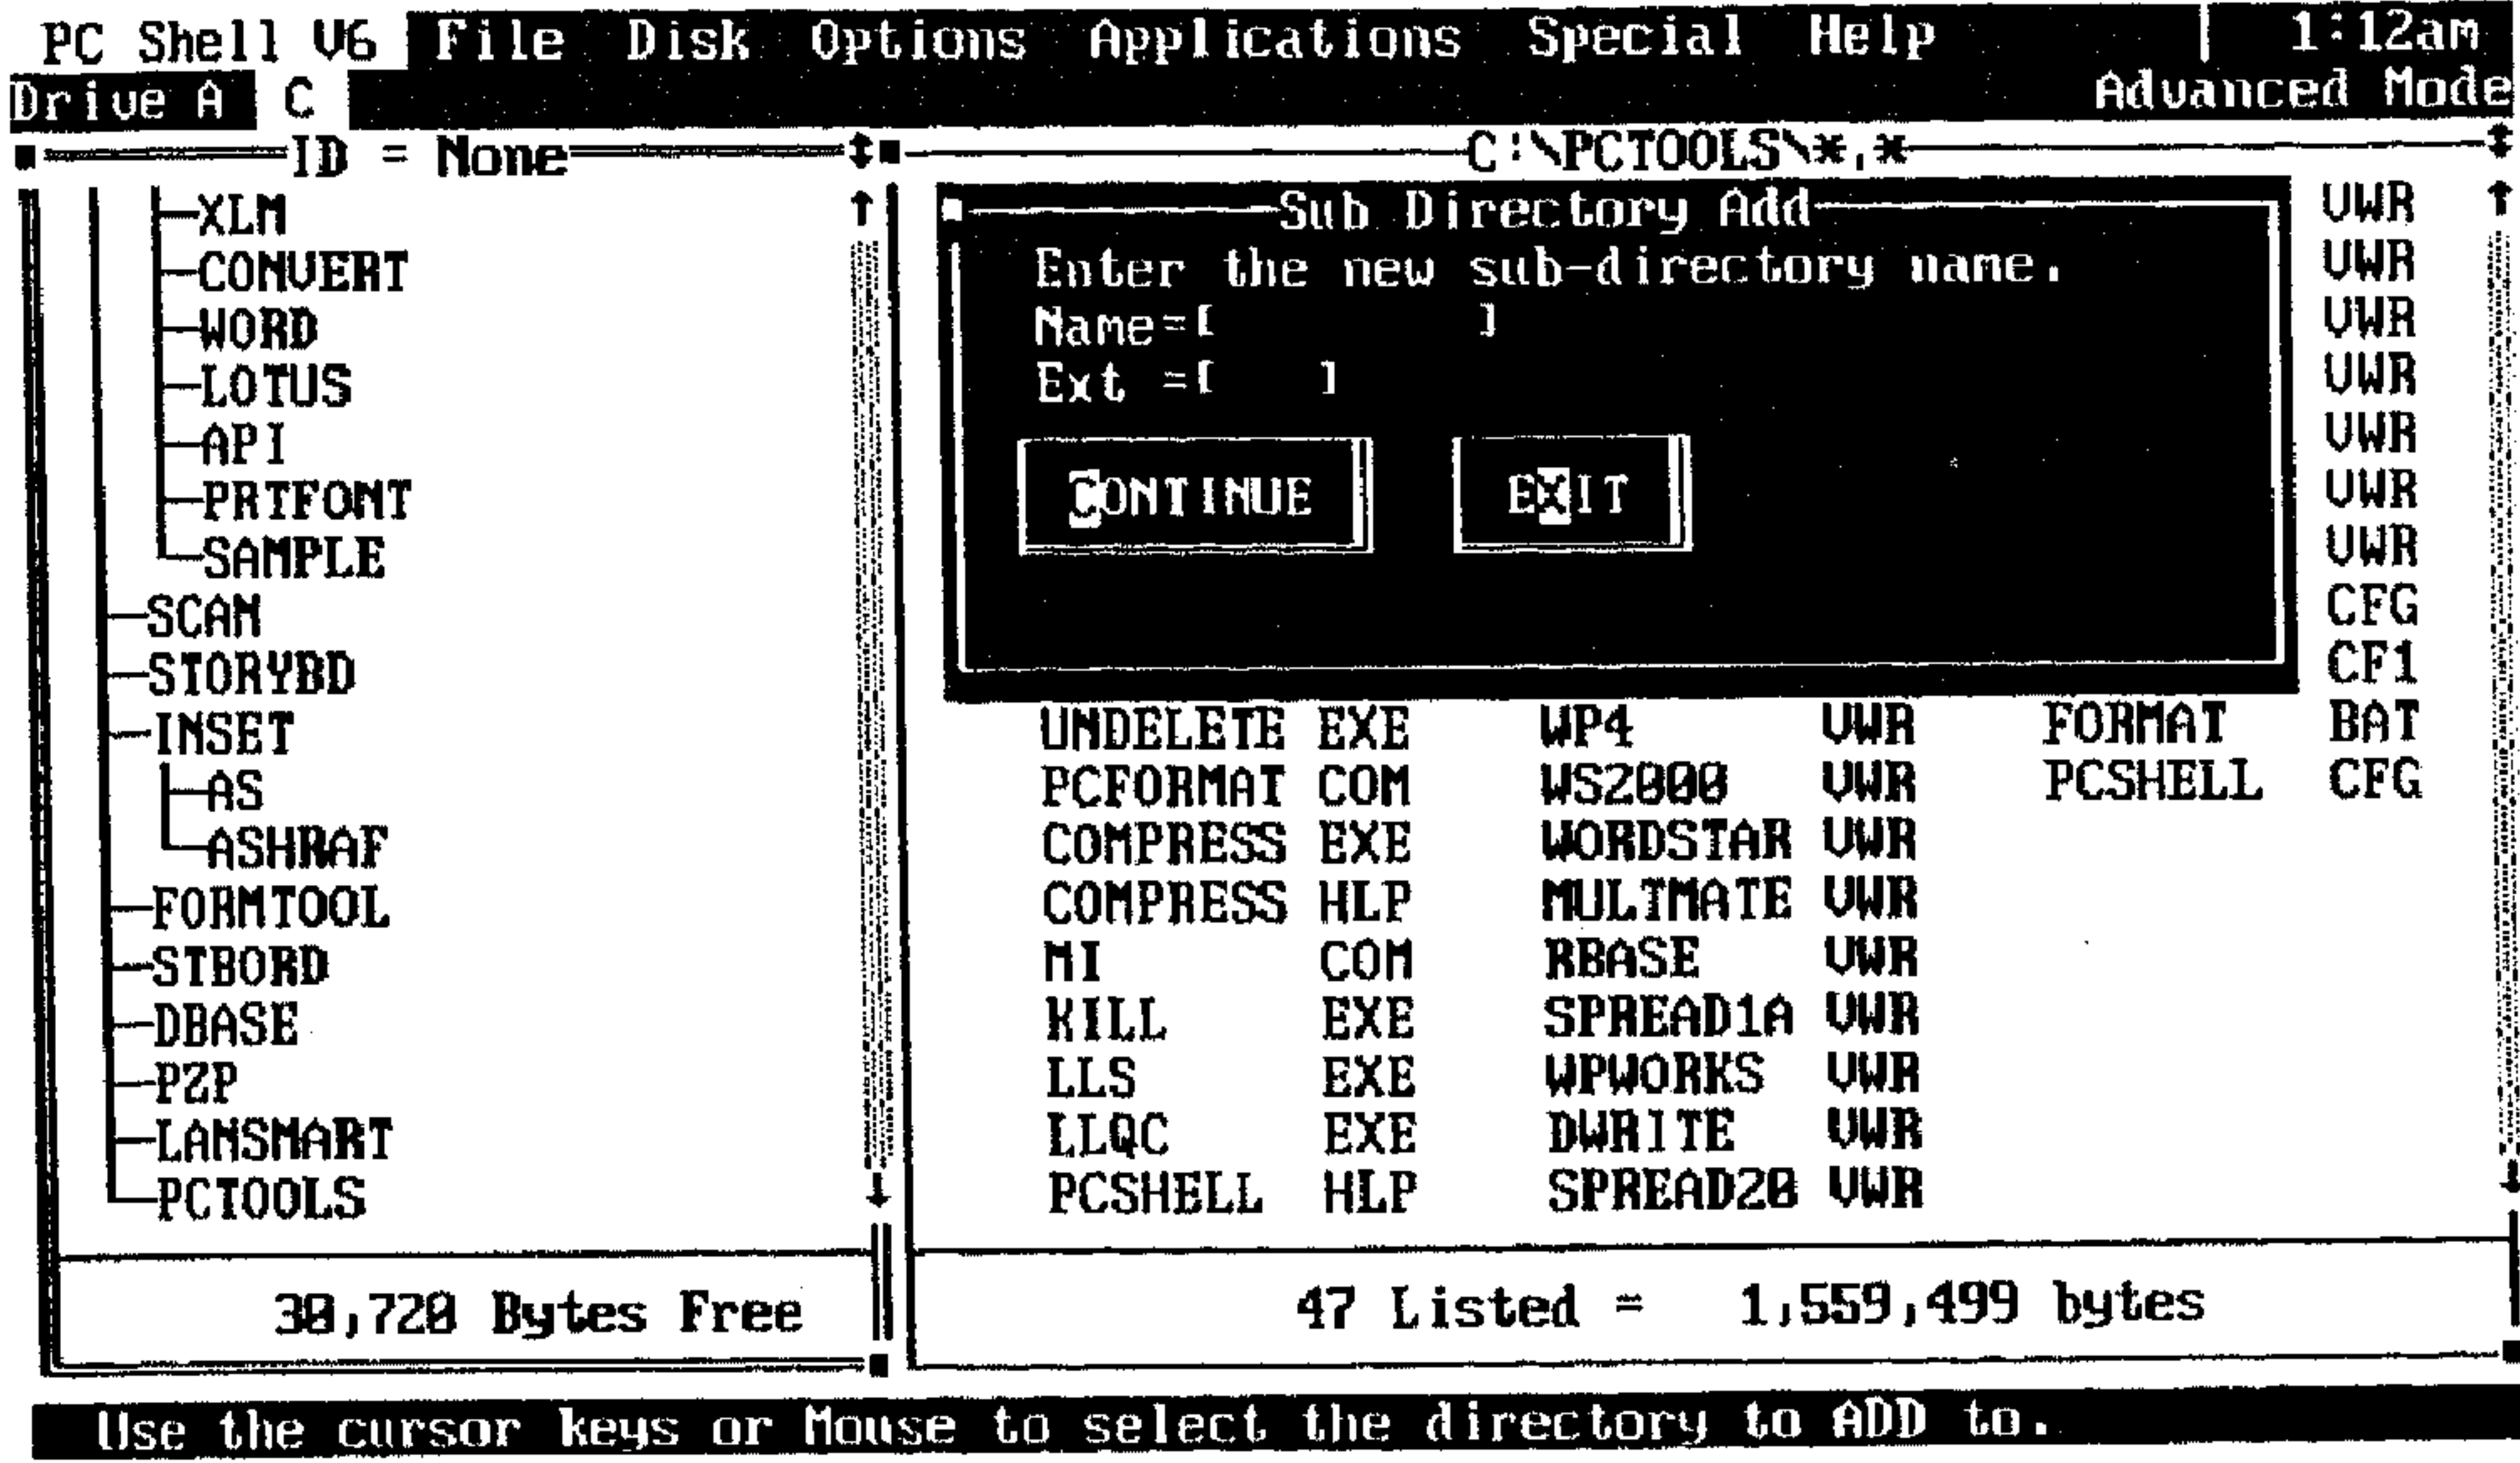 PC Shell V6 File Disk Options Applications Special Help 1:12am
Drive A C Advanced Mode
ID = None
XLM
CONVERT
WORD
LOTUS
API
PRTFONT
SAMPLE
SCAN
STORYBD
INSET
AS
ASHRAF
FORMTOOL
STBORD
DBASE
PZP
LANSMART
PCTOOLS
30,720 Bytes Free
C:\PCTOOLS\*.*
Sub Directory Add
Enter the new sub-directory name.
Name=[ ]
Ext =[ ]
CONTINUE EXIT
VWR
VWR
VWR
VWR
VWR
VWR
VWR
CFG
CF1
UNDELETE EXE WP4 VWR FORMAT BAT
PCFORMAT COM WS2000 VWR PCSHELL CFG
COMPRESS EXE WORDSTAR VWR
COMPRESS HLP MULTMATE VWR
MI COM RBASE VWR
KILL EXE SPREAD1A VWR
LLS EXE WPWORKS VWR
LLQC EXE DWRITE VWR
PCSHELL HLP SPREAD20 VWR
47 Listed = 1,559,499 bytes
Use the cursor keys or Mouse to select the directory to ADD to.